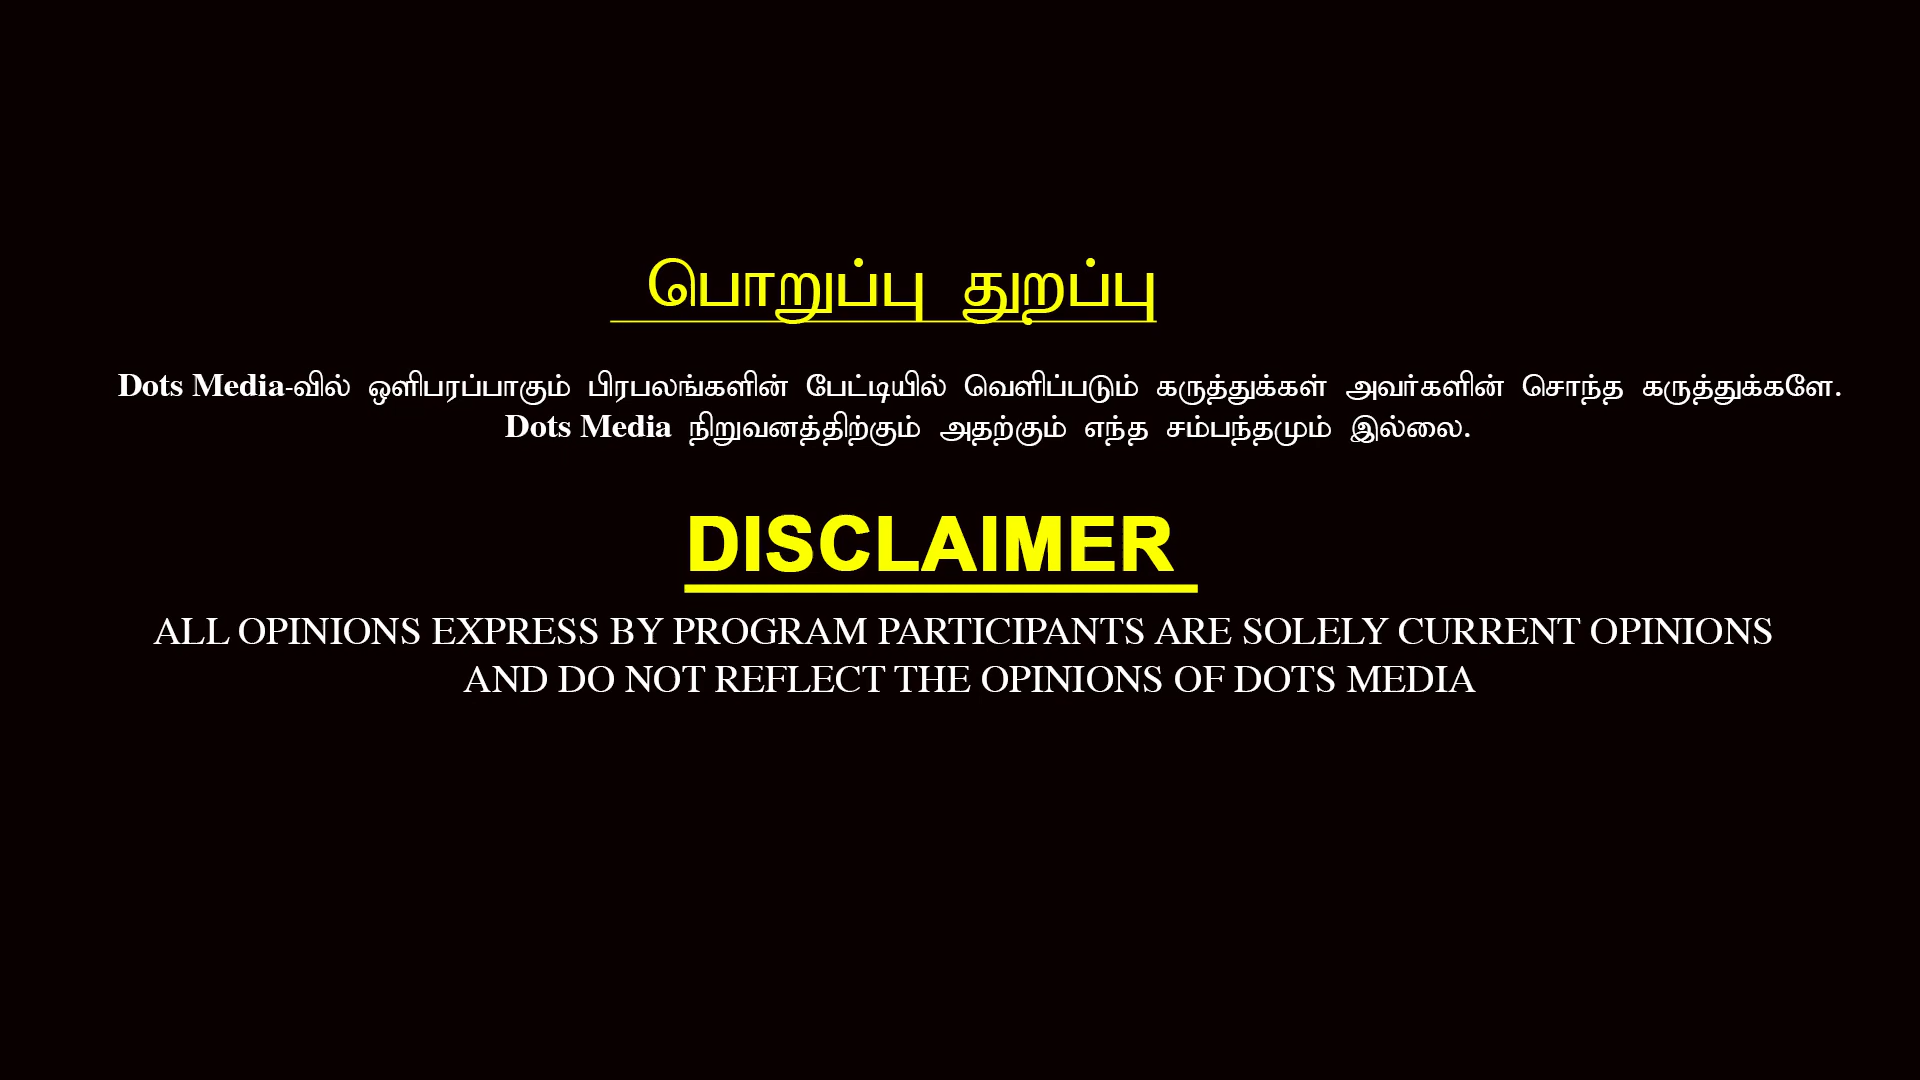 பொறுப்பு துறப்பு
Dots Media-வில் ஒளிபரப்பாகும் பிரபலங்களின் பேட்டியில் வெளிப்படும் கருத்துக்கள் அவர்களின் சொந்த கருத்துக்களே.
Dots Media நிறுவனத்திற்கும் அதற்கும் எந்த சம்பந்தமும் இல்லை.
DISCLAIMER
ALL OPINIONS EXPRESS BY PROGRAM PARTICIPANTS ARE SOLELY CURRENT OPINIONS
AND DO NOT REFLECT THE OPINIONS OF DOTS MEDIA